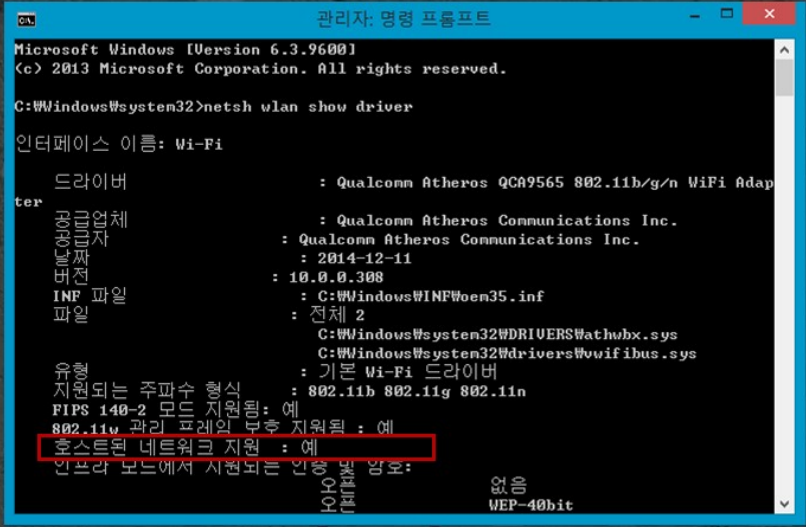 관리자: 명령 프롬프트
Microsoft Windows [Version 6.3.9600]
(c) 2013 Microsoft Corporation. All rights reserved.
C:₩Windows₩system32>netsh wlan show driver
인터페이스 이름: Wi-Fi
드라이버 : Qualcomm Atheros QCA9565 802.11b/g/n WiFi Adap
ter
공급업체 : Qualcomm Atheros Communications Inc.
공급자 : Qualcomm Atheros Communications Inc.
날짜 : 2014-12-11
버전 : 10.0.0.308
INF 파일 : C:₩Windows₩INF₩oem35.inf
파일 : 전체 2
C:₩Windows₩system32₩DRIVERS₩athwbx.sys
C:₩Windows₩system32₩drivers₩vwifibus.sys
유형 : 기본 Wi-Fi 드라이버
지원되는 주파수 형식 : 802.11b 802.11g 802.11n
FIPS 140-2 모드 지원됨: 예
802.11w 관리 프레임 보호 지원됨 : 예
호스트된 네트워크 지원 : 예
인프라 모드에서 지원되는 인증 및 암호:
오픈 없음
오픈 WEP-40bit